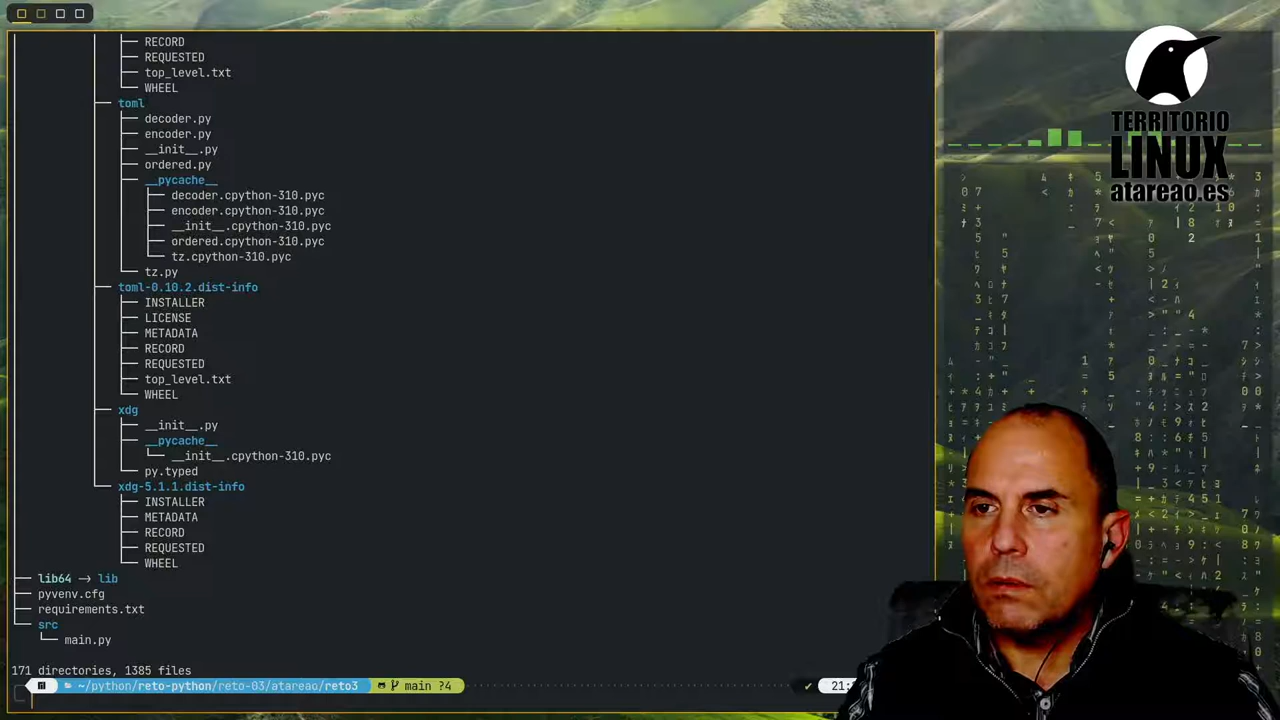 RECORD
REQUESTED
top_level.txt
WHEEL
toml
decoder.py
encoder.py
__init__.py
ordered.py
__pycache__
decoder.cpython-310.pyc
encoder.cpython-310.pyc
__init__.cpython-310.pyc
ordered.cpython-310.pyc
tz.cpython-310.pyc
tz.py
toml-0.10.2.dist-info
INSTALLER
LICENSE
METADATA
RECORD
REQUESTED
top_level.txt
WHEEL
xdg
__init__.py
__pycache__
__init__.cpython-310.pyc
py.typed
xdg-5.1.1.dist-info
INSTALLER
METADATA
RECORD
REQUESTED
WHEEL
lib64 -> lib
pyvenv.cfg
requirements.txt
src
main.py
171 directories, 1385 files
~/python/reto-python/reto-03/atareao/reto3 main ?4
✔ 21:
TERRITORIO
LINUX
atareao.es